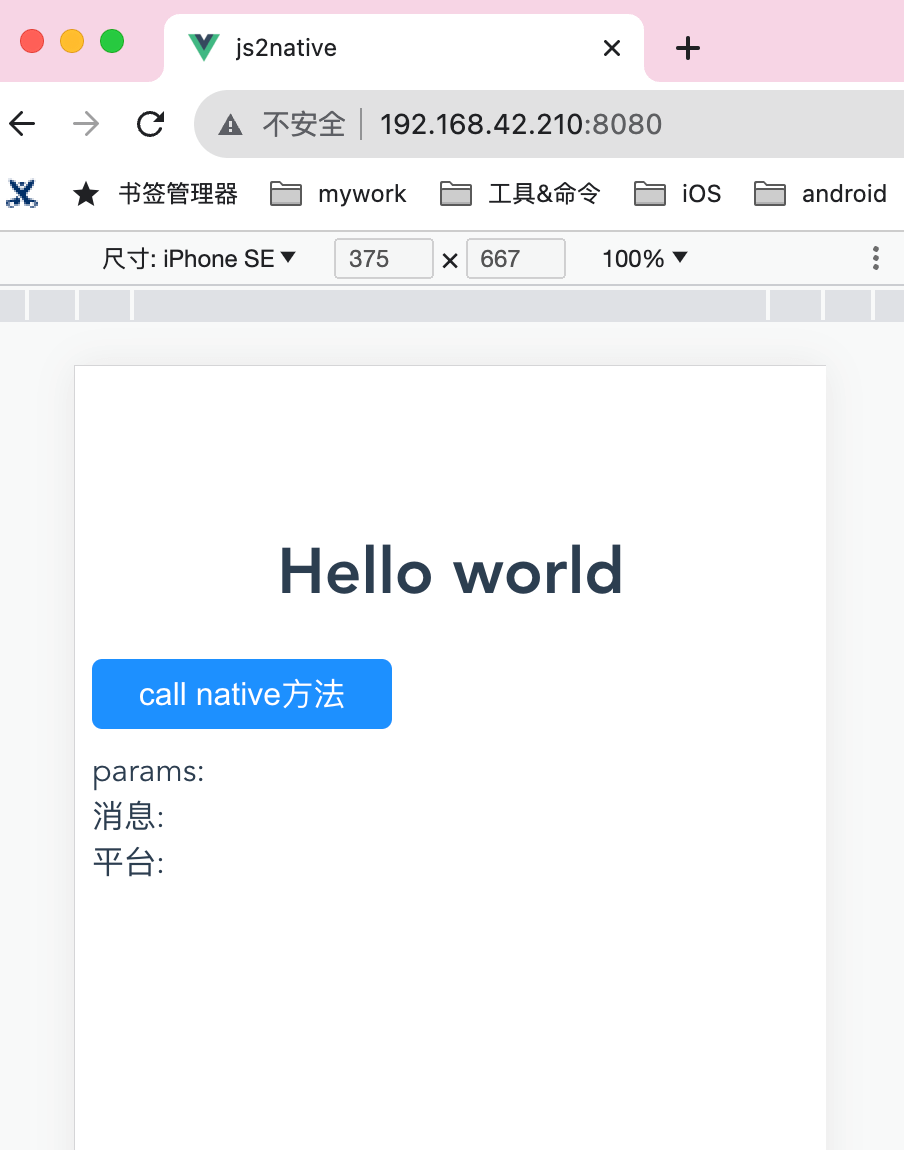 js2native
不安全 192.168.42.210:8080
书签管理器 mywork 工具&命令 iOS android
尺寸: iPhone SE 375 × 667 100%
Hello world
call native方法
params:
消息:
平台: